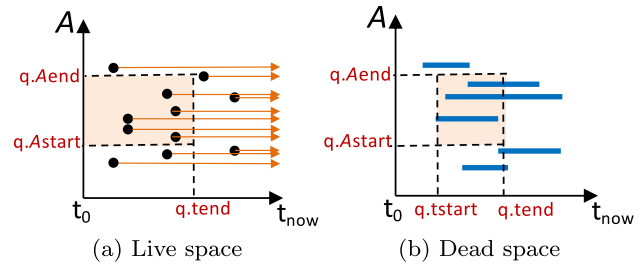 A
q.Aend
q.Astart
t0
q.tend
tnow
(a) Live space
A
q.Aend
q.Astart
t0
q.tstart
q.tend
tnow
(b) Dead space